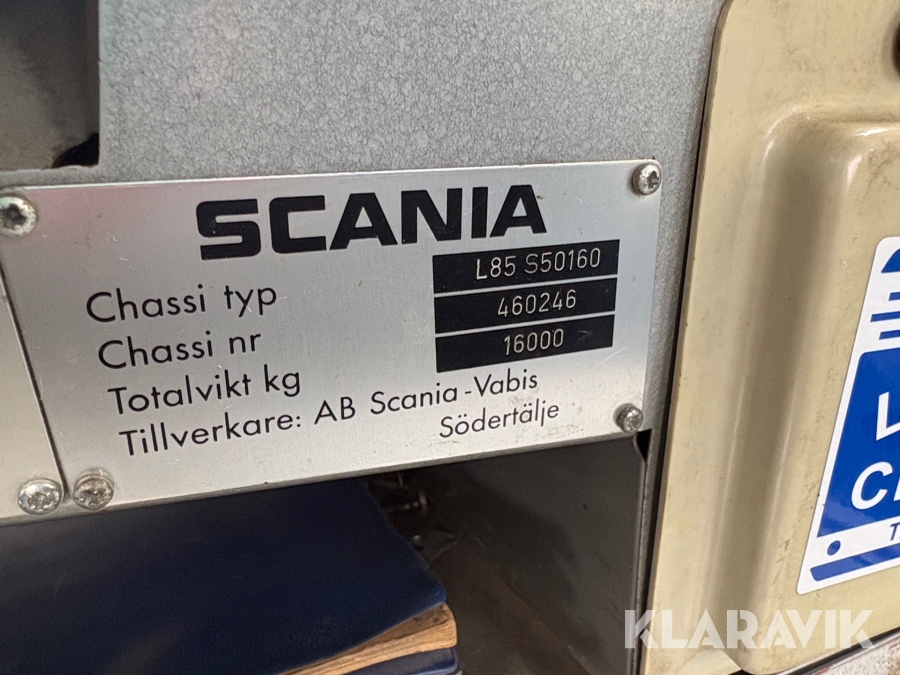 SCANIA
Chassi typ L85 S50160
Chassi nr 460246
Totalvikt kg 16000
Tillverkare: AB Scania-Vabis
Södertälje
KLARAVIK